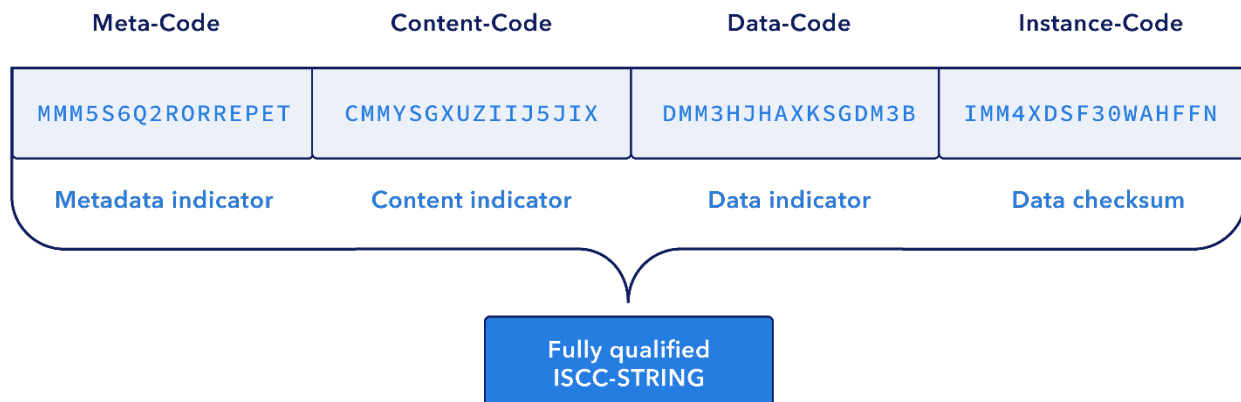 Meta-Code Content-Code Data-Code Instance-Code
MMM5S6Q2RORREPET CMMYSGXUZIIJ5JIX DMM3HJHAXKSGDM3B IMM4XDSF30WAHFFN
Metadata indicator Content indicator Data indicator Data checksum
Fully qualified
ISCC-STRING